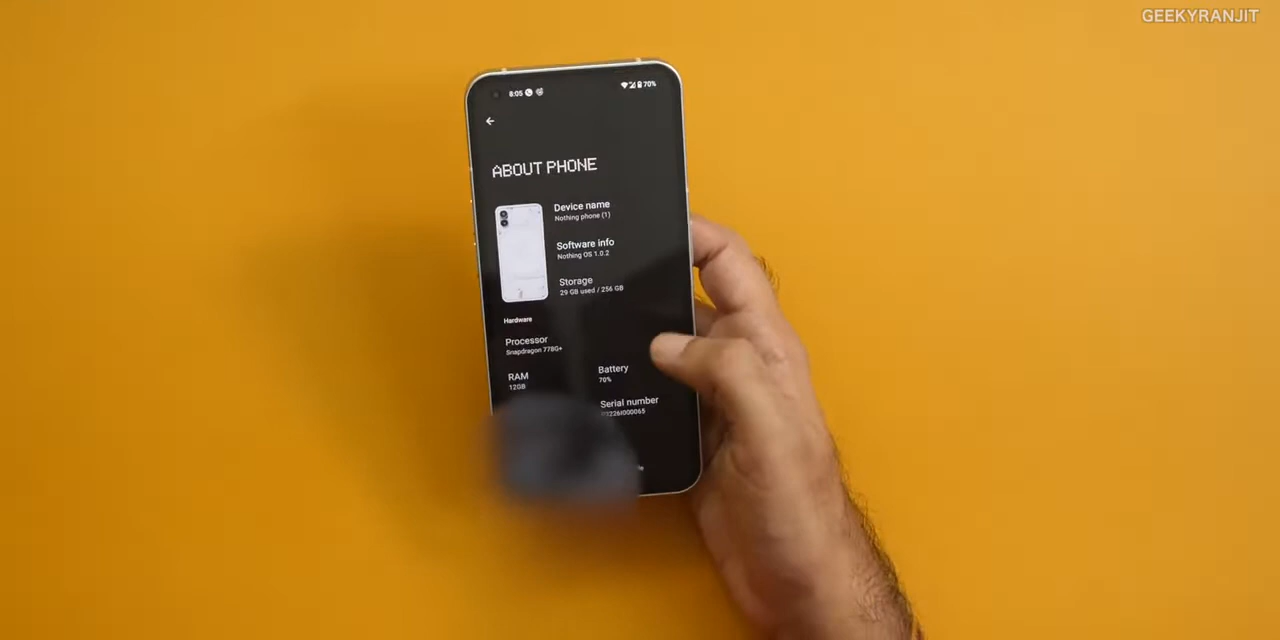 GEEKYRANJIT
8:05
70%
ABOUT PHONE
Device name
Nothing phone (1)
Software info
Nothing OS 1.0.2
Storage
29 GB used / 256 GB
Hardware
Processor
Snapdragon 778G+
RAM
12GB
Battery
70%
Serial number